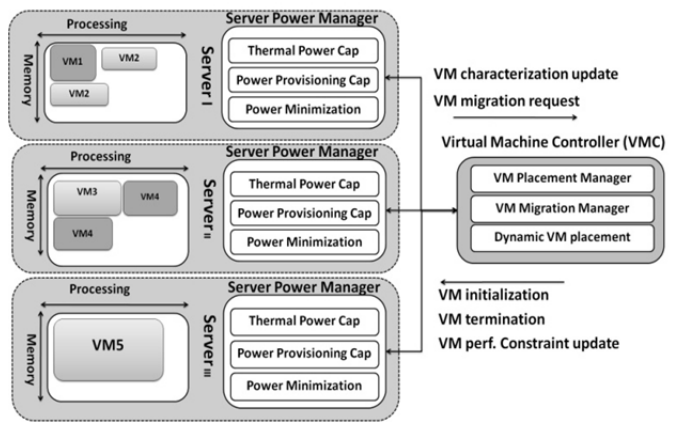 Processing
Server Power Manager
Memory
VM1
VM2
VM2
Server I
Thermal Power Cap
Power Provisioning Cap
Power Minimization
Processing
Server Power Manager
Memory
VM3
VM4
VM4
Server II
Thermal Power Cap
Power Provisioning Cap
Power Minimization
Processing
Server Power Manager
Memory
VM5
Server III
Thermal Power Cap
Power Provisioning Cap
Power Minimization
VM characterization update
VM migration request
Virtual Machine Controller (VMC)
VM Placement Manager
VM Migration Manager
Dynamic VM placement
VM initialization
VM termination
VM perf. Constraint update